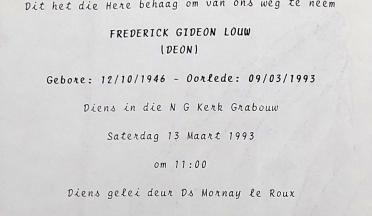 Dit het die Here behaag om van ons weg te neem
FREDERICK GIDEON LOUW
(DEON)
Gebore: 12/10/1946 - Oorlede: 09/03/1993
Diens in die N G Kerk Grabouw
Saterdag 13 Maart 1993
om 11:00
Diens gelei deur Ds Mornay le Roux